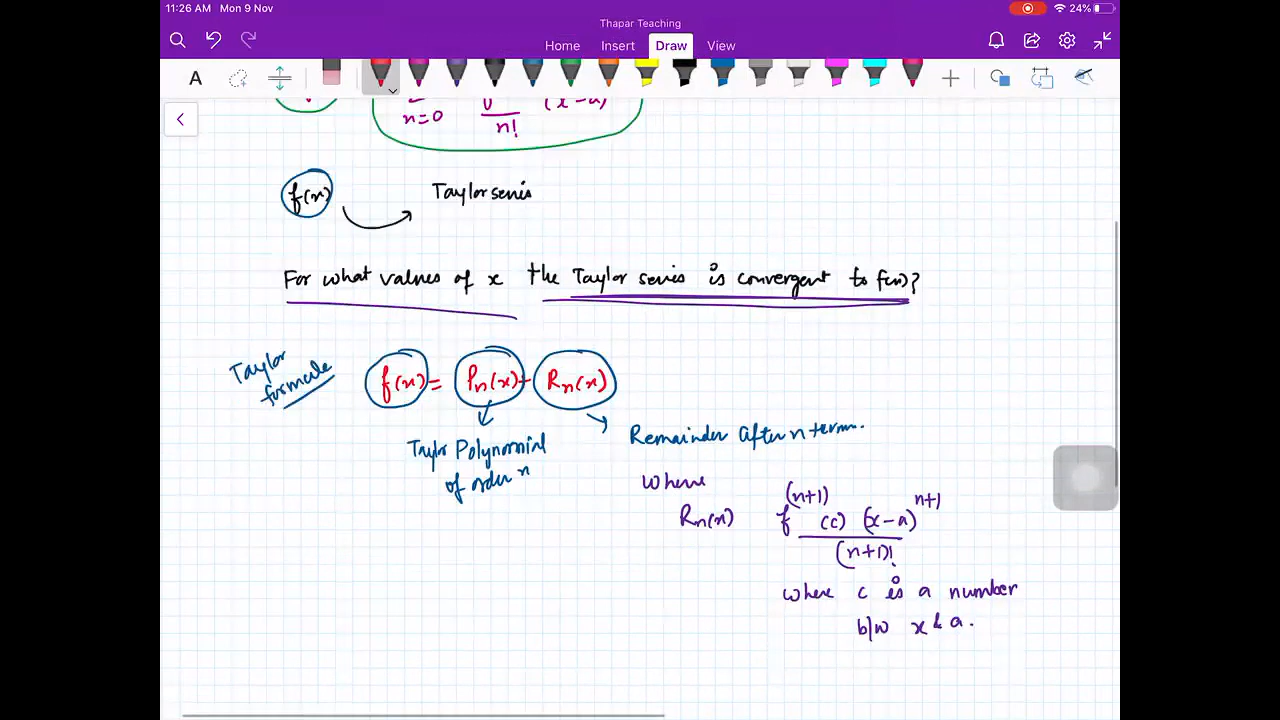 11:26 AM Mon 9 Nov
24%
Thapar Teaching
Home Insert Draw View
n=0 n! (x-a)
f(x) Taylor series
For what values of x the Taylor series is convergent to f(x)?
Taylor formula
f(x) = Pn(x) - Rn(x)
Taylor Polynomial of order n
Remainder After n term.
where
Rn(x) f^(n+1) (c) (x-a)^n+1
(n+1)!
where c is a number
b/w x & a.